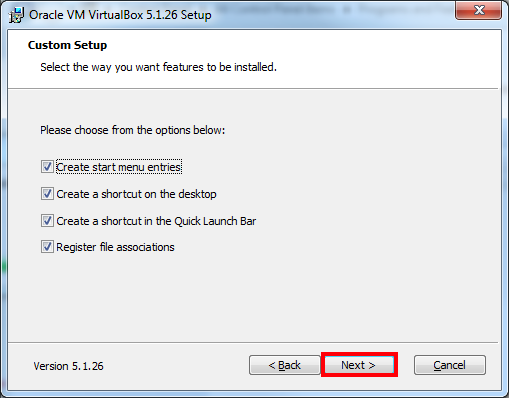 Oracle VM VirtualBox 5.1.26 Setup
Custom Setup
Select the way you want features to be installed.
Please choose from the options below:
Create start menu entries
Create a shortcut on the desktop
Create a shortcut in the Quick Launch Bar
Register file associations
Version 5.1.26
< Back
Next >
Cancel